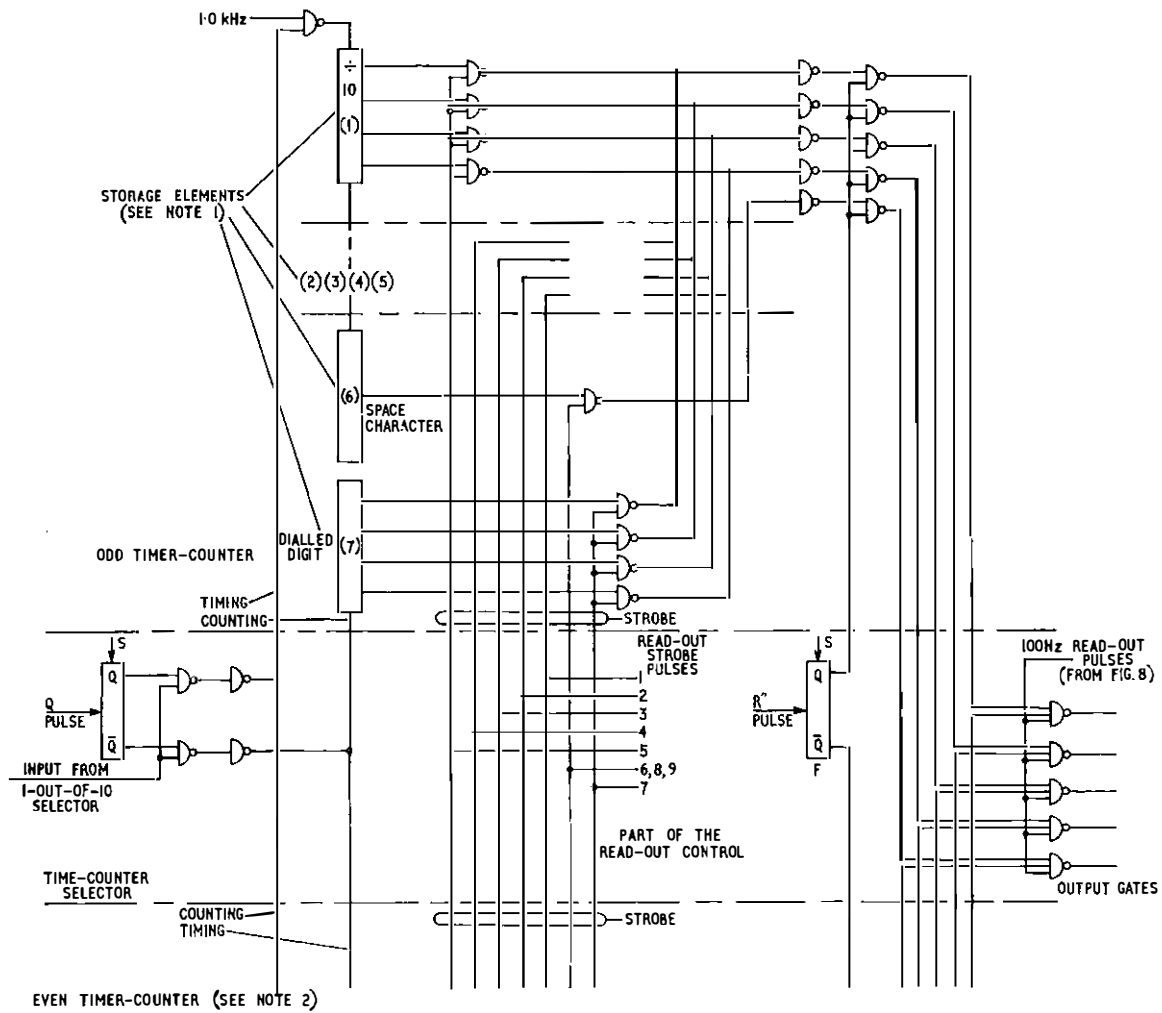 1·0 kHz
÷
10
(1)
STORAGE ELEMENTS
(SEE NOTE 1)
(2)(3)(4)(5)
(6)
SPACE
CHARACTER
DIALLED
DIGIT
(7)
ODD TIMER-COUNTER
TIMING
COUNTING
STROBE
READ-OUT
STROBE
PULSES
1
2
3
4
5
6,8,9
7
S
Q
Q
PULSE
Q̅
INPUT FROM
1-OUT-OF-10
SELECTOR
S
Q
R″
PULSE
Q̅
F
100Hz READ-OUT
PULSES
(FROM FIG. 8)
PART OF THE
READ-OUT CONTROL
TIME-COUNTER
SELECTOR
OUTPUT GATES
COUNTING
TIMING
STROBE
EVEN TIMER-COUNTER (SEE NOTE 2)